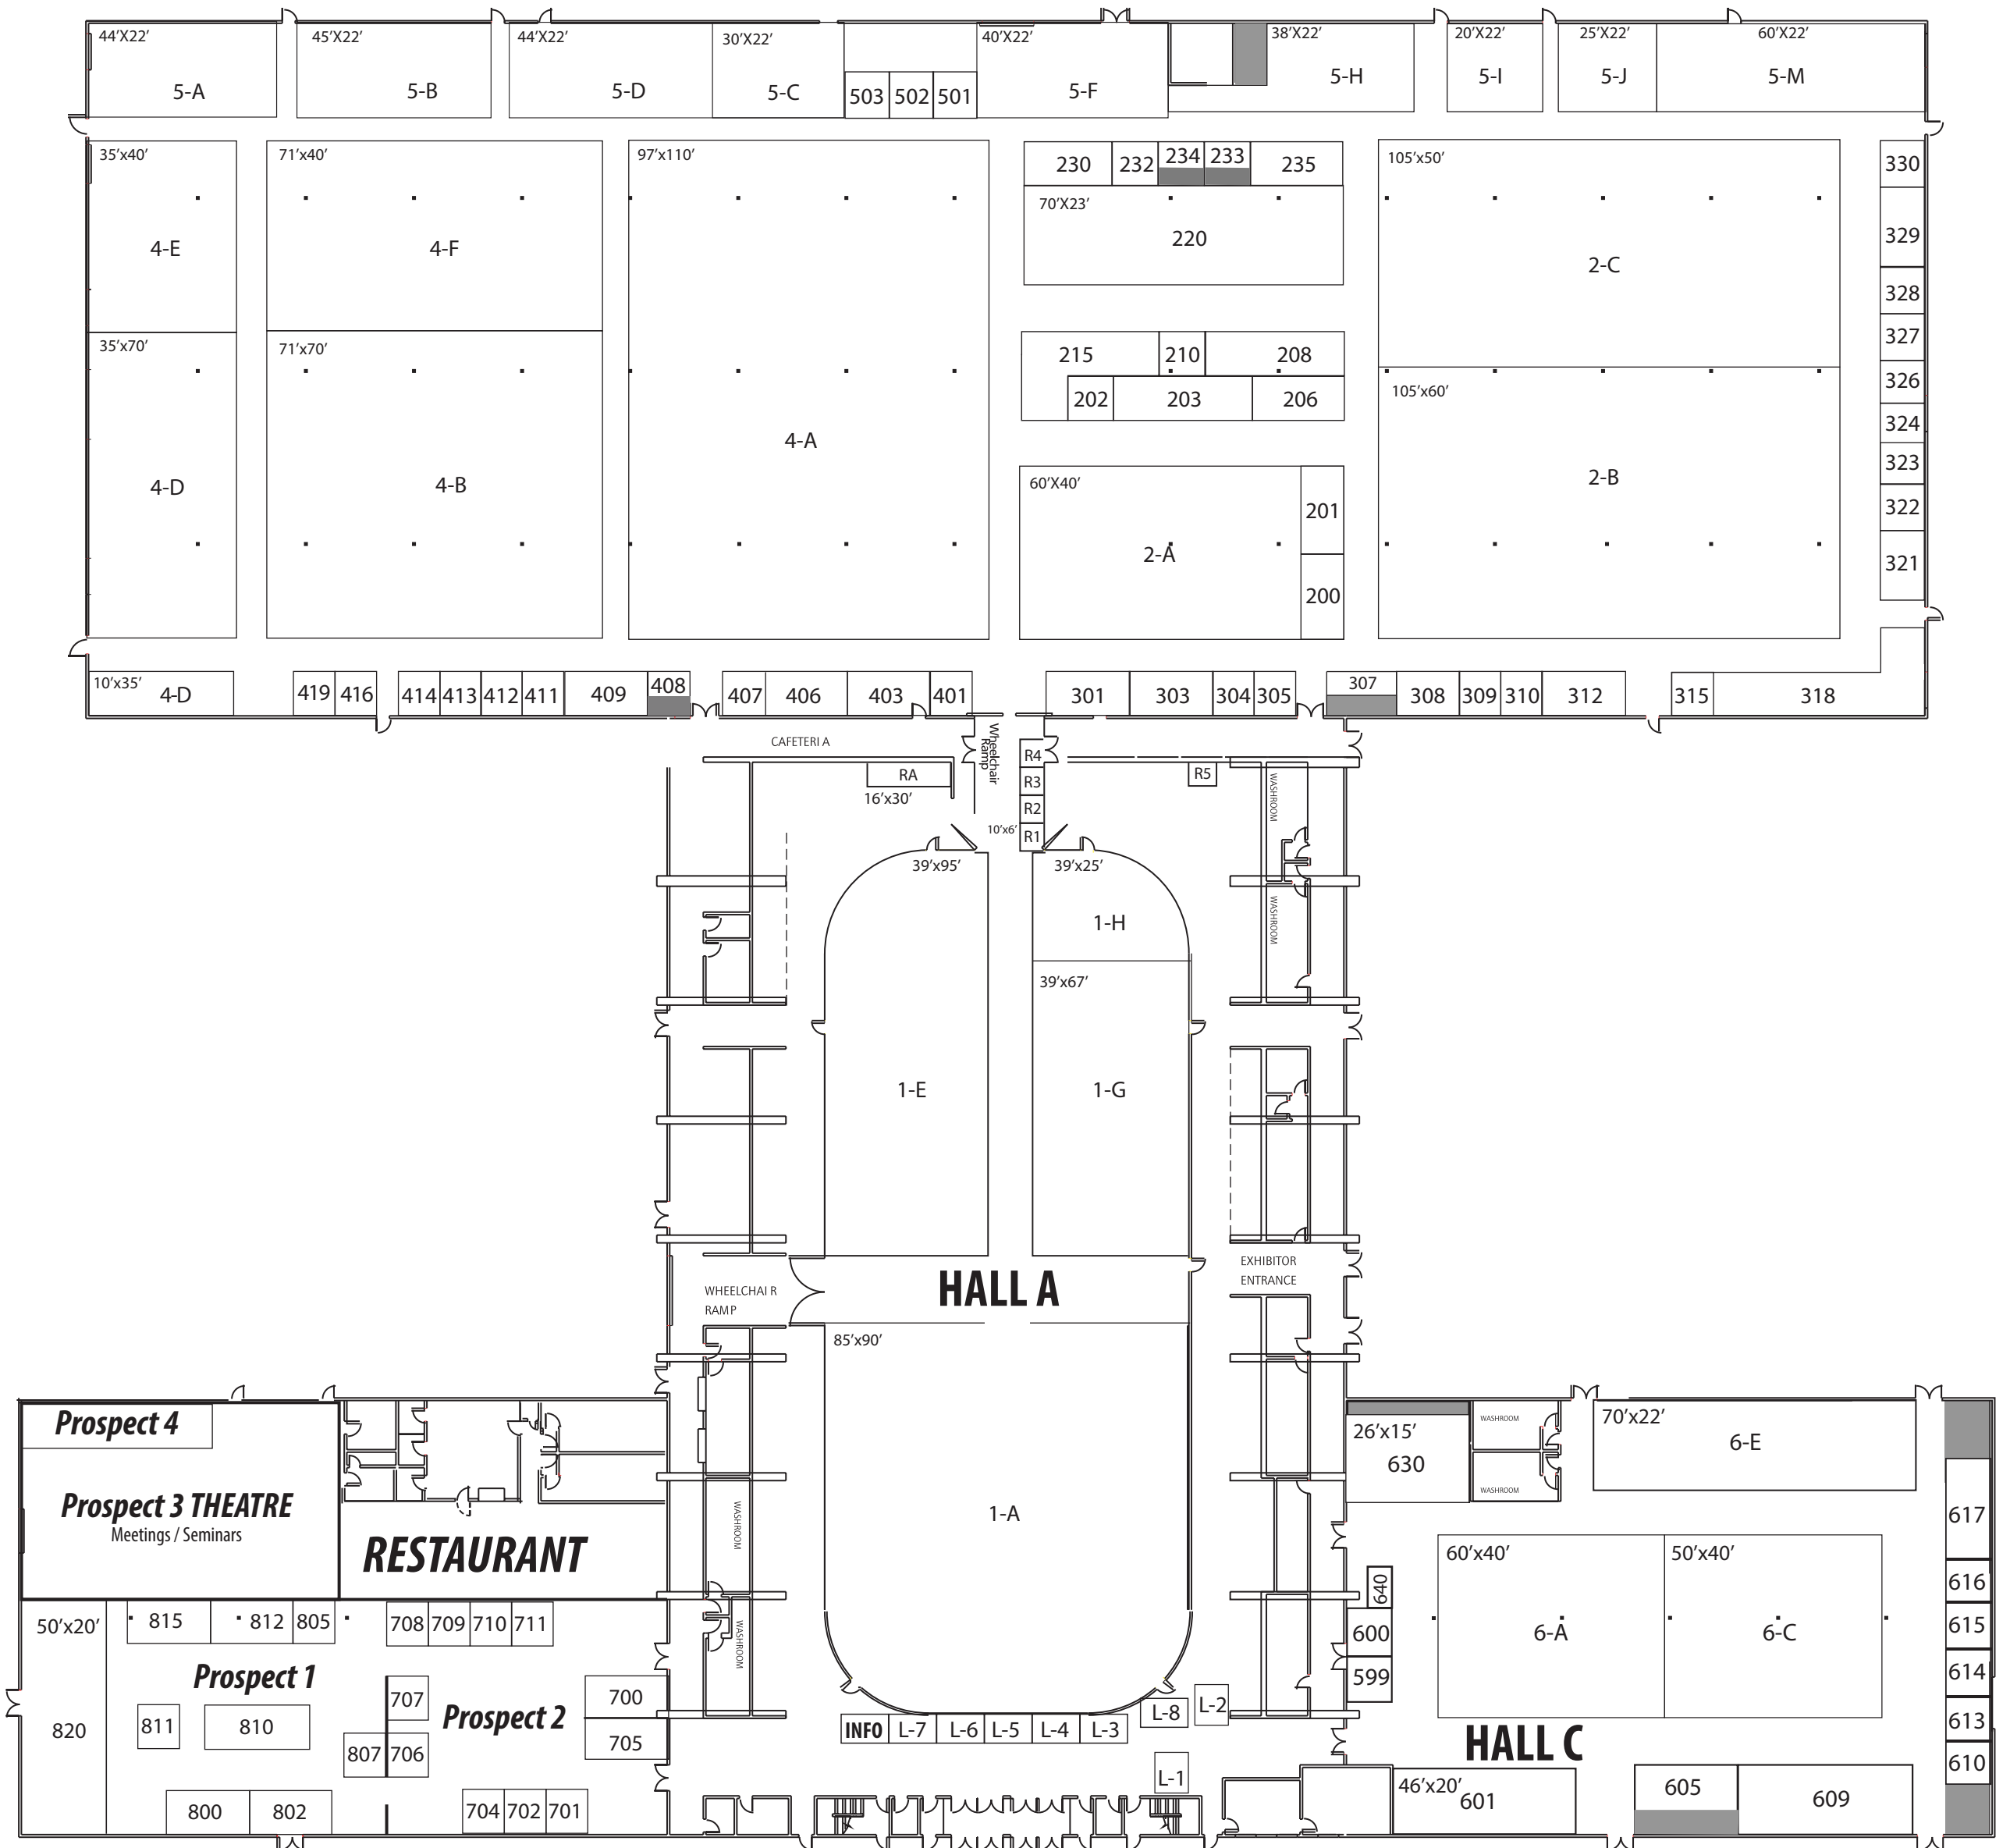 44'X22'
5-A
45'X22'
5-B
44'X22'
5-D
30'X22'
5-C
503 502 501
40'X22'
5-F
38'X22'
5-H
20'X22'
5-I
25'X22'
5-J
60'X22'
5-M
35'x40'
4-E
71'x40'
4-F
97'x110'
4-A
230 232 234 233 235
70'X23'
220
105'x50'
2-C
330
329
328
327
326
324
323
322
321
35'x70'
4-D
71'x70'
4-B
215 210 208
202 203 206
105'x60'
2-B
60'X40'
2-A
201
200
10'x35'
4-D
419 416
414 413 412 411 409 408
407 406 403 401
301 303 304 305
307 308 309 310 312
315 318
CAFETERI A
Wheelchair
Ramp
RA
16'x30'
R4
R3
R2
R1
10'x6'
R5
WASHROOM
WASHROOM
39'x95'
1-E
39'x25'
1-H
39'x67'
1-G
HALL A
WHEELCHAI R
RAMP
EXHIBITOR
ENTRANCE
85'x90'
1-A
WASHROOM
WASHROOM
INFO L-7 L-6 L-5 L-4 L-3
L-8
L-2
L-1
Prospect 4
Prospect 3 THEATRE
Meetings / Seminars
RESTAURANT
50'x20'
820
815 812 805
708 709 710 711
Prospect 1
811
810
707
807 706
Prospect 2
700
705
800 802
704 702 701
26'x15'
630
WASHROOM
WASHROOM
70'x22'
6-E
617
616
615
614
613
610
640
600
599
60'x40'
6-A
50'x40'
6-C
HALL C
46'x20'
601
605
609